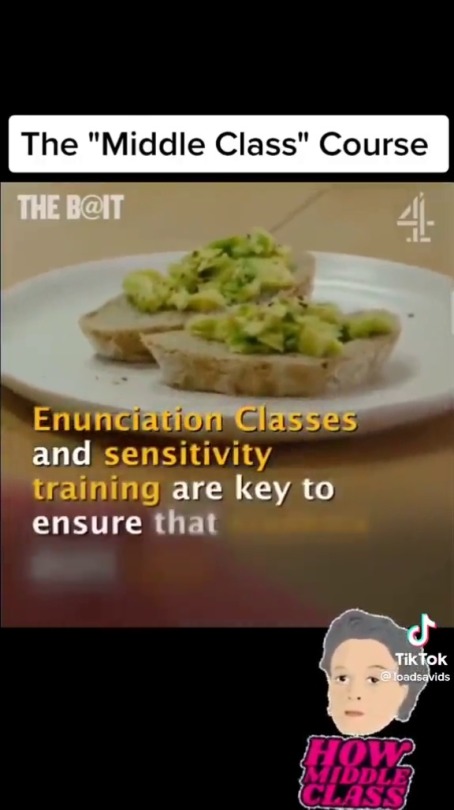 The "Middle Class" Course
THE B@IT
4
Enunciation Classes
and sensitivity
training are key to
ensure that
TikTok
@loadsavids
HOW
MIDDLE
CLASS